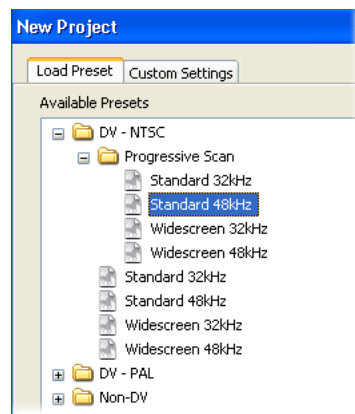 New Project
Load Preset Custom Settings
Available Presets
DV - NTSC
Progressive Scan
Standard 32kHz
Standard 48kHz
Widescreen 32kHz
Widescreen 48kHz
Standard 32kHz
Standard 48kHz
Widescreen 32kHz
Widescreen 48kHz
DV - PAL
Non-DV